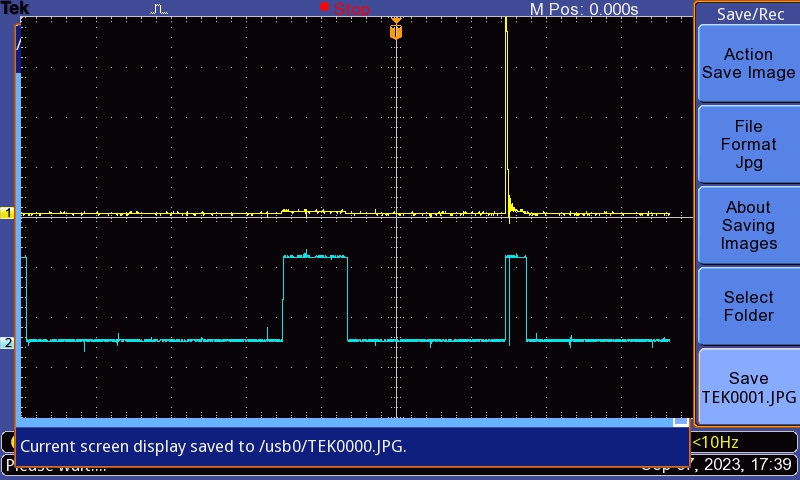 Tek
Stop
M Pos: 0.000s
Save/Rec
T
Action
Save Image
File
Format
Jpg
About
Saving
Images
Select
Folder
Save
TEK0001.JPG
1
2
Current screen display saved to /usb0/TEK0000.JPG.
<10Hz
Please wait....
Sep 07, 2023, 17:39